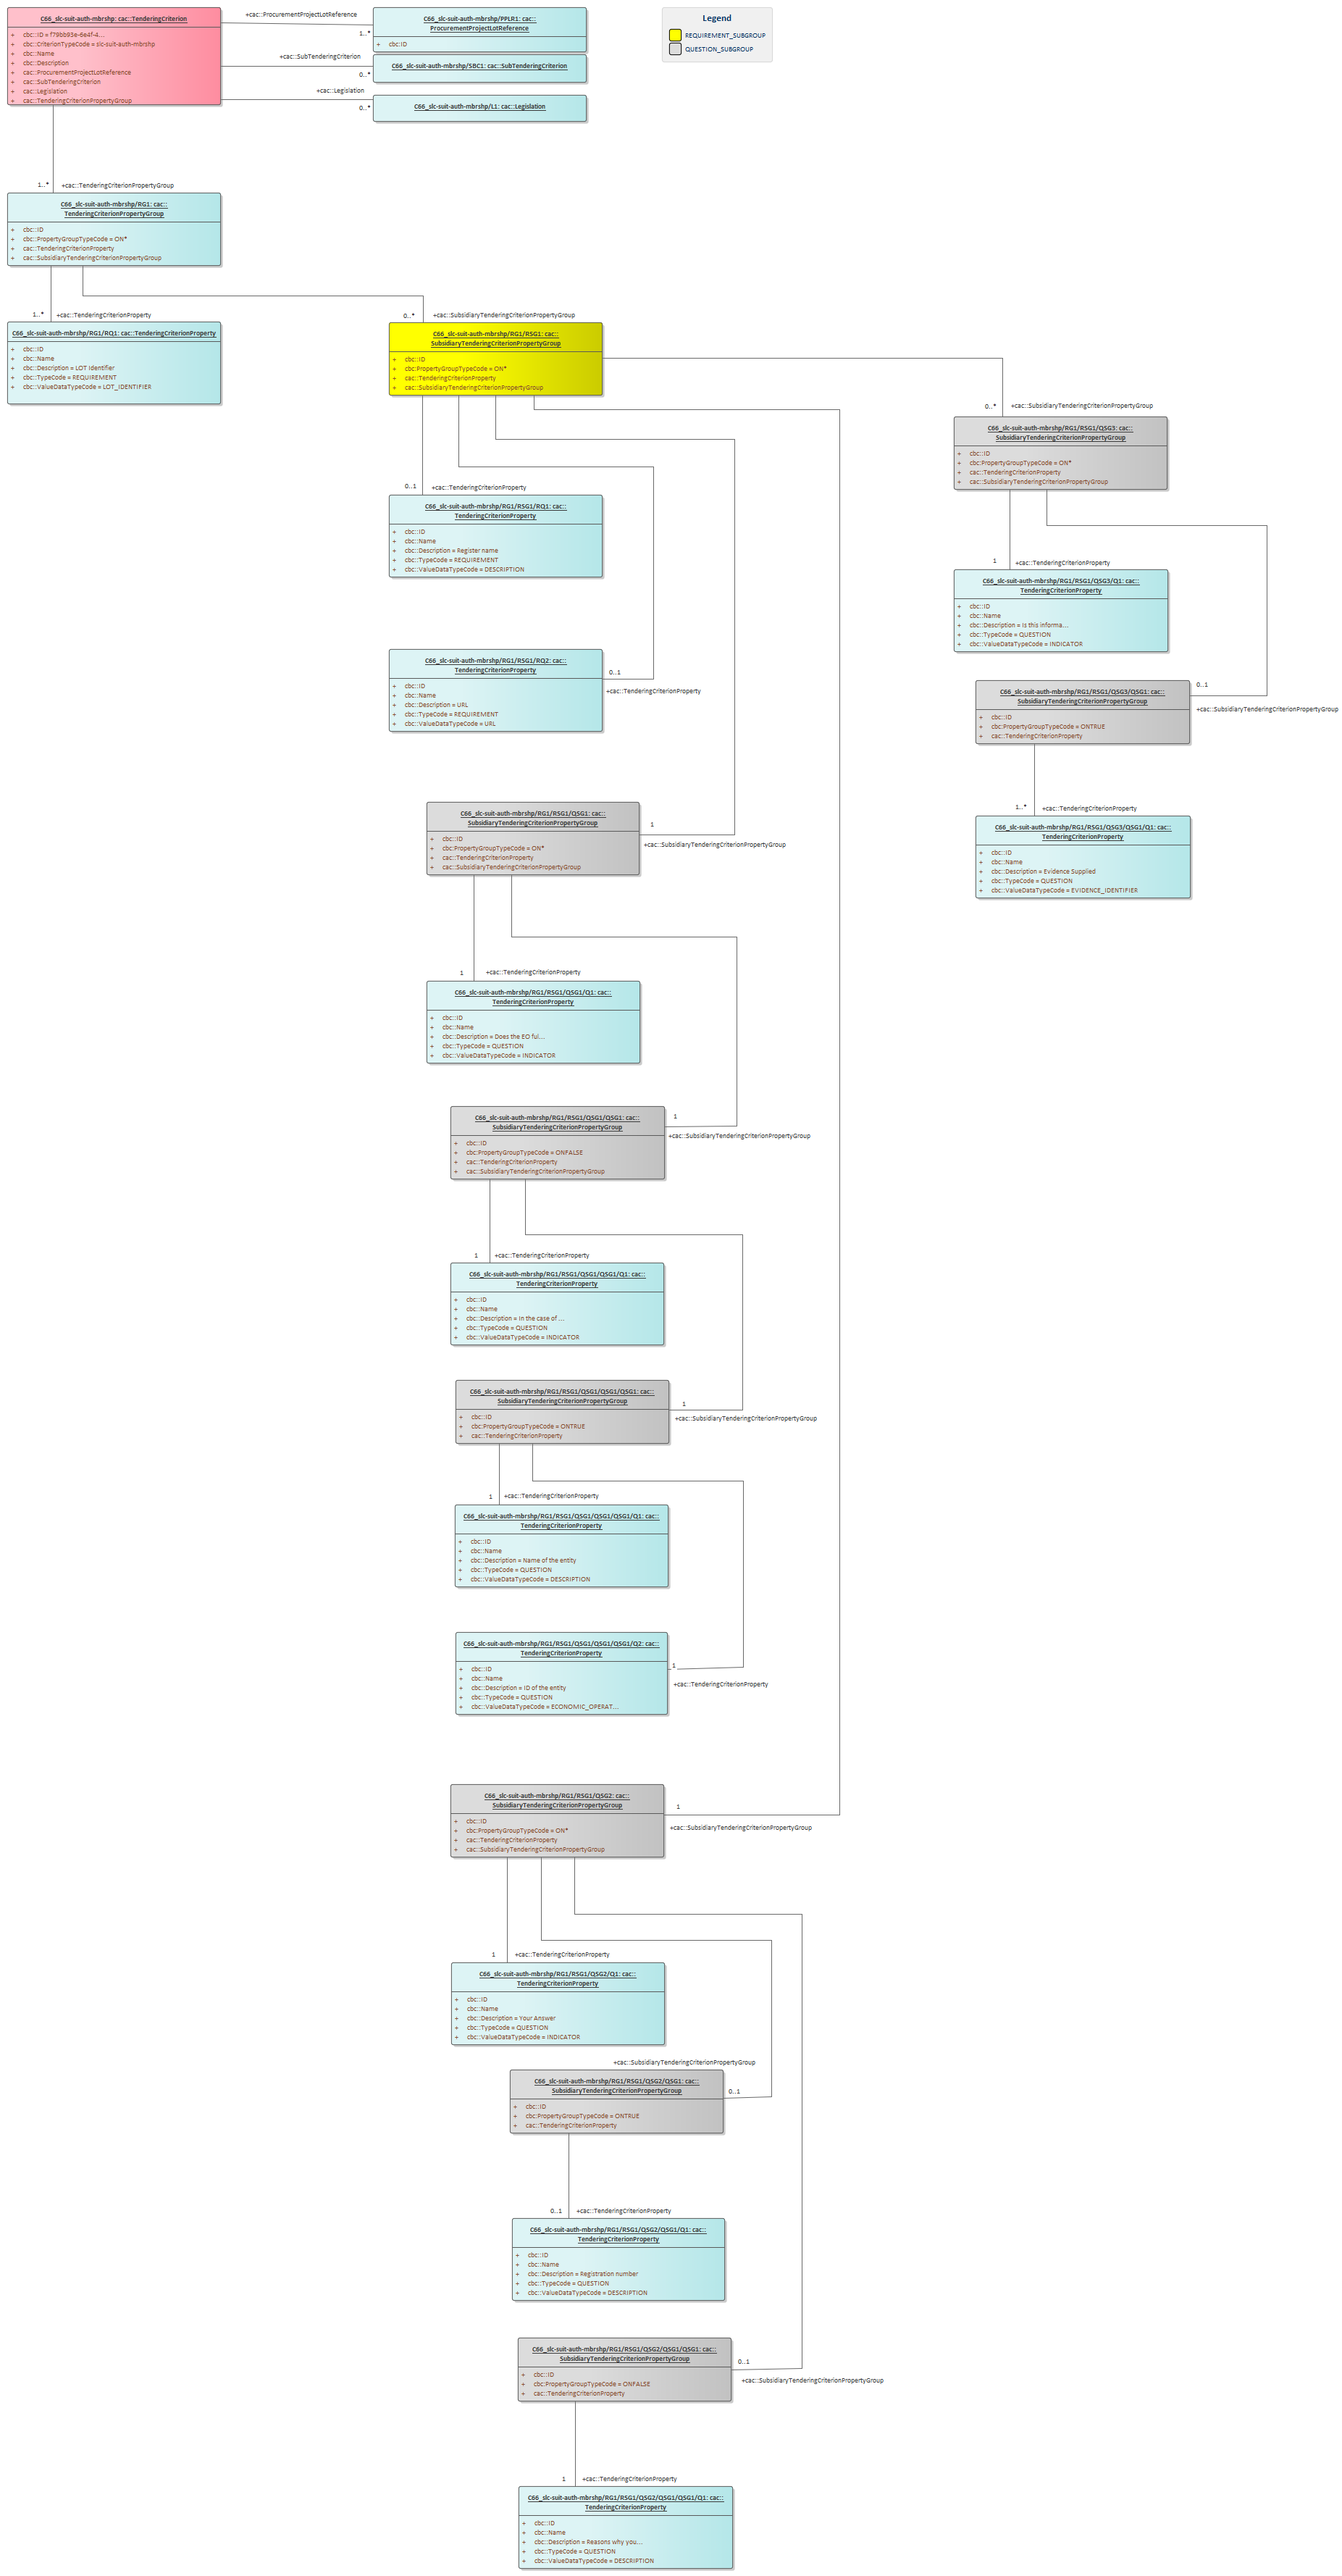 C66_slc-suit-auth-mbrshp: cac::TenderingCriterion
+ cbc::ID = f79bb93e-6e4f-4...
+ cbc::CriterionTypeCode = slc-suit-auth-mbrshp
+ cbc::Name
+ cbc::Description
+ cac::ProcurementProjectLotReference
+ cac::SubTenderingCriterion
+ cac::Legislation
+ cac::TenderingCriterionPropertyGroup
+cac::ProcurementProjectLotReference
1..*
C66_slc-suit-auth-mbrshp/PPLR1: cac::
ProcurementProjectLotReference
+ cbc:ID
+cac::SubTenderingCriterion
0..*
C66_slc-suit-auth-mbrshp/SBC1: cac::SubTenderingCriterion
+cac::Legislation
0..*
C66_slc-suit-auth-mbrshp/L1: cac::Legislation
Legend
REQUIREMENT_SUBGROUP
QUESTION_SUBGROUP
1..* +cac::TenderingCriterionPropertyGroup
C66_slc-suit-auth-mbrshp/RG1: cac::
TenderingCriterionPropertyGroup
+ cbc::ID
+ cbc::PropertyGroupTypeCode = ON*
+ cac::TenderingCriterionProperty
+ cac::SubsidiaryTenderingCriterionPropertyGroup
1..* +cac::TenderingCriterionProperty
C66_slc-suit-auth-mbrshp/RG1/RQ1: cac::TenderingCriterionProperty
+ cbc::ID
+ cbc::Name
+ cbc::Description = LOT Identifier
+ cbc::TypeCode = REQUIREMENT
+ cbc::ValueDataTypeCode = LOT_IDENTIFIER
0..* +cac::SubsidiaryTenderingCriterionPropertyGroup
C66_slc-suit-auth-mbrshp/RG1/RSG1: cac::
SubsidiaryTenderingCriterionPropertyGroup
+ cbc::ID
+ cbc:PropertyGroupTypeCode = ON*
+ cac::TenderingCriterionProperty
+ cac::SubsidiaryTenderingCriterionPropertyGroup
0..* +cac::SubsidiaryTenderingCriterionPropertyGroup
C66_slc-suit-auth-mbrshp/RG1/RSG1/QSG3: cac::
SubsidiaryTenderingCriterionPropertyGroup
+ cbc::ID
+ cbc:PropertyGroupTypeCode = ON*
+ cac::TenderingCriterionProperty
+ cac::SubsidiaryTenderingCriterionPropertyGroup
1 +cac::TenderingCriterionProperty
C66_slc-suit-auth-mbrshp/RG1/RSG1/QSG3/Q1: cac::
TenderingCriterionProperty
+ cbc::ID
+ cbc::Name
+ cbc::Description = Is this informa...
+ cbc::TypeCode = QUESTION
+ cbc::ValueDataTypeCode = INDICATOR
0..1
+cac::SubsidiaryTenderingCriterionPropertyGroup
C66_slc-suit-auth-mbrshp/RG1/RSG1/QSG3/QSG1: cac::
SubsidiaryTenderingCriterionPropertyGroup
+ cbc::ID
+ cbc:PropertyGroupTypeCode = ONTRUE
+ cac::TenderingCriterionProperty
1..* +cac::TenderingCriterionProperty
C66_slc-suit-auth-mbrshp/RG1/RSG1/QSG3/QSG1/Q1: cac::
TenderingCriterionProperty
+ cbc::ID
+ cbc::Name
+ cbc::Description = Evidence Supplied
+ cbc::TypeCode = QUESTION
+ cbc::ValueDataTypeCode = EVIDENCE_IDENTIFIER
0..1 +cac::TenderingCriterionProperty
C66_slc-suit-auth-mbrshp/RG1/RSG1/RQ1: cac::
TenderingCriterionProperty
+ cbc::ID
+ cbc::Name
+ cbc::Description = Register name
+ cbc::TypeCode = REQUIREMENT
+ cbc::ValueDataTypeCode = DESCRIPTION
0..1
+cac::TenderingCriterionProperty
C66_slc-suit-auth-mbrshp/RG1/RSG1/RQ2: cac::
TenderingCriterionProperty
+ cbc::ID
+ cbc::Name
+ cbc::Description = URL
+ cbc::TypeCode = REQUIREMENT
+ cbc::ValueDataTypeCode = URL
1
+cac::SubsidiaryTenderingCriterionPropertyGroup
C66_slc-suit-auth-mbrshp/RG1/RSG1/QSG1: cac::
SubsidiaryTenderingCriterionPropertyGroup
+ cbc::ID
+ cbc:PropertyGroupTypeCode = ON*
+ cac::TenderingCriterionProperty
+ cac::SubsidiaryTenderingCriterionPropertyGroup
1 +cac::TenderingCriterionProperty
C66_slc-suit-auth-mbrshp/RG1/RSG1/QSG1/Q1: cac::
TenderingCriterionProperty
+ cbc::ID
+ cbc::Name
+ cbc::Description = Does the EO ful...
+ cbc::TypeCode = QUESTION
+ cbc::ValueDataTypeCode = INDICATOR
1
+cac::SubsidiaryTenderingCriterionPropertyGroup
C66_slc-suit-auth-mbrshp/RG1/RSG1/QSG1/QSG1: cac::
SubsidiaryTenderingCriterionPropertyGroup
+ cbc::ID
+ cbc:PropertyGroupTypeCode = ONFALSE
+ cac::TenderingCriterionProperty
+ cac::SubsidiaryTenderingCriterionPropertyGroup
1 +cac::TenderingCriterionProperty
C66_slc-suit-auth-mbrshp/RG1/RSG1/QSG1/QSG1/Q1: cac::
TenderingCriterionProperty
+ cbc::ID
+ cbc::Name
+ cbc::Description = In the case of ...
+ cbc::TypeCode = QUESTION
+ cbc::ValueDataTypeCode = INDICATOR
1
+cac::SubsidiaryTenderingCriterionPropertyGroup
C66_slc-suit-auth-mbrshp/RG1/RSG1/QSG1/QSG1/QSG1: cac::
SubsidiaryTenderingCriterionPropertyGroup
+ cbc::ID
+ cbc:PropertyGroupTypeCode = ONTRUE
+ cac::TenderingCriterionProperty
1 +cac::TenderingCriterionProperty
C66_slc-suit-auth-mbrshp/RG1/RSG1/QSG1/QSG1/QSG1/Q1: cac::
TenderingCriterionProperty
+ cbc::ID
+ cbc::Name
+ cbc::Description = Name of the entity
+ cbc::TypeCode = QUESTION
+ cbc::ValueDataTypeCode = DESCRIPTION
1
+cac::TenderingCriterionProperty
C66_slc-suit-auth-mbrshp/RG1/RSG1/QSG1/QSG1/QSG1/Q2: cac::
TenderingCriterionProperty
+ cbc::ID
+ cbc::Name
+ cbc::Description = ID of the entity
+ cbc::TypeCode = QUESTION
+ cbc::ValueDataTypeCode = ECONOMIC_OPERAT...
1
+cac::SubsidiaryTenderingCriterionPropertyGroup
C66_slc-suit-auth-mbrshp/RG1/RSG1/QSG2: cac::
SubsidiaryTenderingCriterionPropertyGroup
+ cbc::ID
+ cbc:PropertyGroupTypeCode = ON*
+ cac::TenderingCriterionProperty
+ cac::SubsidiaryTenderingCriterionPropertyGroup
1 +cac::TenderingCriterionProperty
C66_slc-suit-auth-mbrshp/RG1/RSG1/QSG2/Q1: cac::
TenderingCriterionProperty
+ cbc::ID
+ cbc::Name
+ cbc::Description = Your Answer
+ cbc::TypeCode = QUESTION
+ cbc::ValueDataTypeCode = INDICATOR
+cac::SubsidiaryTenderingCriterionPropertyGroup
0..1
C66_slc-suit-auth-mbrshp/RG1/RSG1/QSG2/QSG1: cac::
SubsidiaryTenderingCriterionPropertyGroup
+ cbc::ID
+ cbc:PropertyGroupTypeCode = ONTRUE
+ cac::TenderingCriterionProperty
0..1 +cac::TenderingCriterionProperty
C66_slc-suit-auth-mbrshp/RG1/RSG1/QSG2/QSG1/Q1: cac::
TenderingCriterionProperty
+ cbc::ID
+ cbc::Name
+ cbc::Description = Registration number
+ cbc::TypeCode = QUESTION
+ cbc::ValueDataTypeCode = DESCRIPTION
0..1
+cac::SubsidiaryTenderingCriterionPropertyGroup
C66_slc-suit-auth-mbrshp/RG1/RSG1/QSG2/QSG1/QSG1: cac::
SubsidiaryTenderingCriterionPropertyGroup
+ cbc::ID
+ cbc:PropertyGroupTypeCode = ONFALSE
+ cac::TenderingCriterionProperty
1 +cac::TenderingCriterionProperty
C66_slc-suit-auth-mbrshp/RG1/RSG1/QSG2/QSG1/QSG1/Q1: cac::
TenderingCriterionProperty
+ cbc::ID
+ cbc::Name
+ cbc::Description = Reasons why you...
+ cbc::TypeCode = QUESTION
+ cbc::ValueDataTypeCode = DESCRIPTION